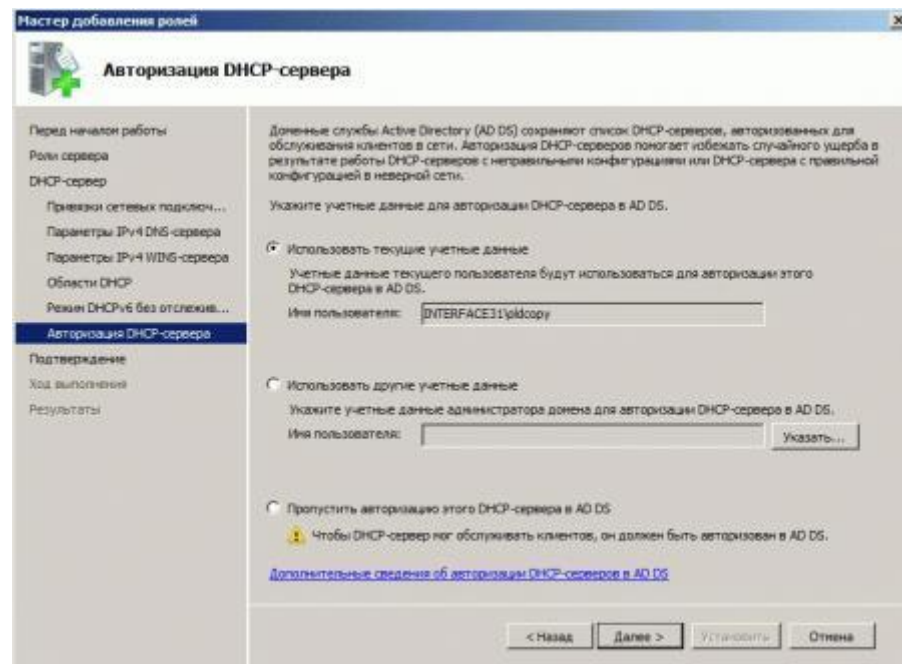 Мастер добавления ролей
Авторизация DHCP-сервера
Перед началом работы
Роли сервера
DHCP-сервер
Привязки сетевых подключ...
Параметры IPv4 DNS-сервера
Параметры IPv4 WINS-сервера
Области DHCP
Режим DHCPv6 без отслежив...
Авторизация DHCP-сервера
Подтверждение
Ход выполнения
Результаты
Доменные службы Active Directory (AD DS) сохраняют список DHCP-серверов, авторизованных для
обслуживания клиентов в сети. Авторизация DHCP-серверов помогает избежать случайного ущерба в
результате работы DHCP-серверов с неправильными конфигурациями или DHCP-сервера с правильной
конфигурацией в неверной сети.
Укажите учетные данные для авторизации DHCP-сервера в AD DS.
Использовать текущие учетные данные
Учетные данные текущего пользователя будут использоваться для авторизации этого
DHCP-сервера в AD DS.
Имя пользователя: INTERFACE31\pldcopy
Использовать другие учетные данные
Укажите учетные данные администратора домена для авторизации DHCP-сервера в AD DS.
Имя пользователя: Указать...
Пропустить авторизацию этого DHCP-сервера в AD DS
Чтобы DHCP-сервер мог обслуживать клиентов, он должен быть авторизован в AD DS.
Дополнительные сведения об авторизации DHCP-серверов в AD DS
< Назад Далее > Установить Отмена